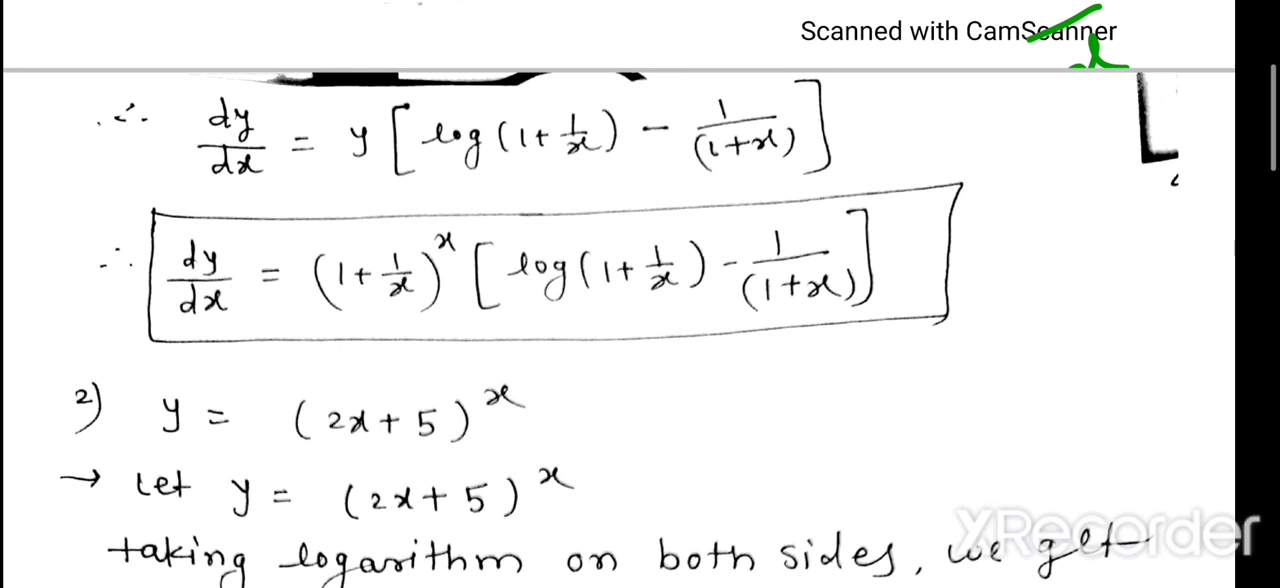 Scanned with CamScanner
∴ dy/dx = y [ log (1 + 1/x) - 1/(1+x) ]
∴ dy/dx = (1 + 1/x)^x [ log (1 + 1/x) - 1/(1+x) ]
2) y = (2x + 5)^x
→ Let y = (2x + 5)^x
taking logarithm on both sides, we get
XRecorder